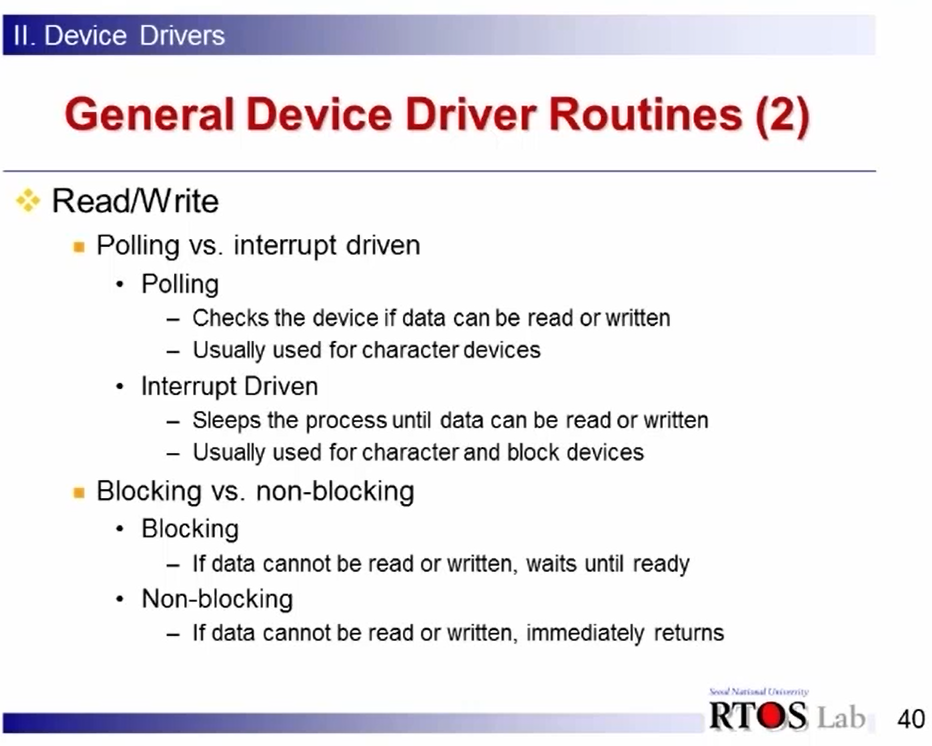 II. Device Drivers
General Device Driver Routines (2)
Read/Write
Polling vs. interrupt driven
• Polling
– Checks the device if data can be read or written
– Usually used for character devices
• Interrupt Driven
– Sleeps the process until data can be read or written
– Usually used for character and block devices
Blocking vs. non-blocking
• Blocking
– If data cannot be read or written, waits until ready
• Non-blocking
– If data cannot be read or written, immediately returns
Seoul National University
RTOS Lab
40